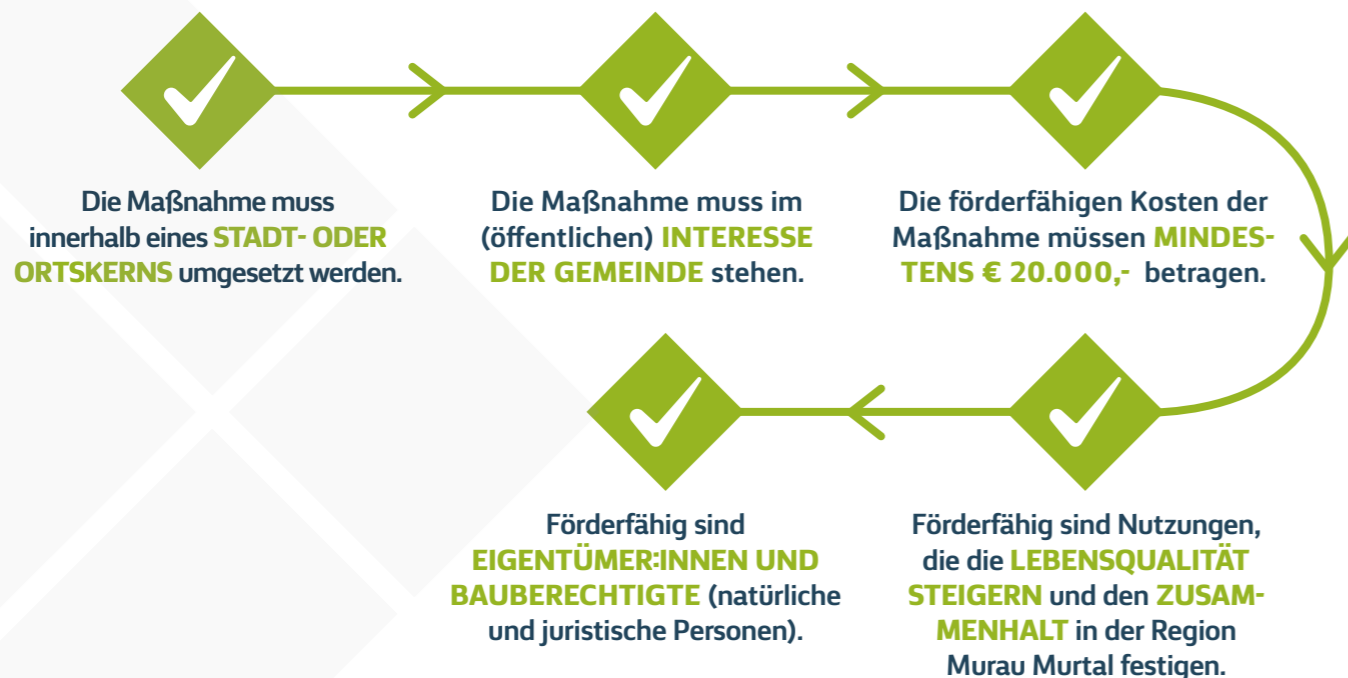 Die Maßnahme muss
innerhalb eines STADT- ODER
ORTSKERNS umgesetzt werden.
Die Maßnahme muss im
(öffentlichen) INTERESSE
DER GEMEINDE stehen.
Die förderfähigen Kosten der
Maßnahme müssen MINDES-
TENS € 20.000,- betragen.
Förderfähig sind Nutzungen,
die die LEBENSQUALITÄT
STEIGERN und den ZUSAM-
MENHALT in der Region
Murau Murtal festigen.
Förderfähig sind
EIGENTÜMER:INNEN UND
BAUBERECHTIGTE (natürliche
und juristische Personen).